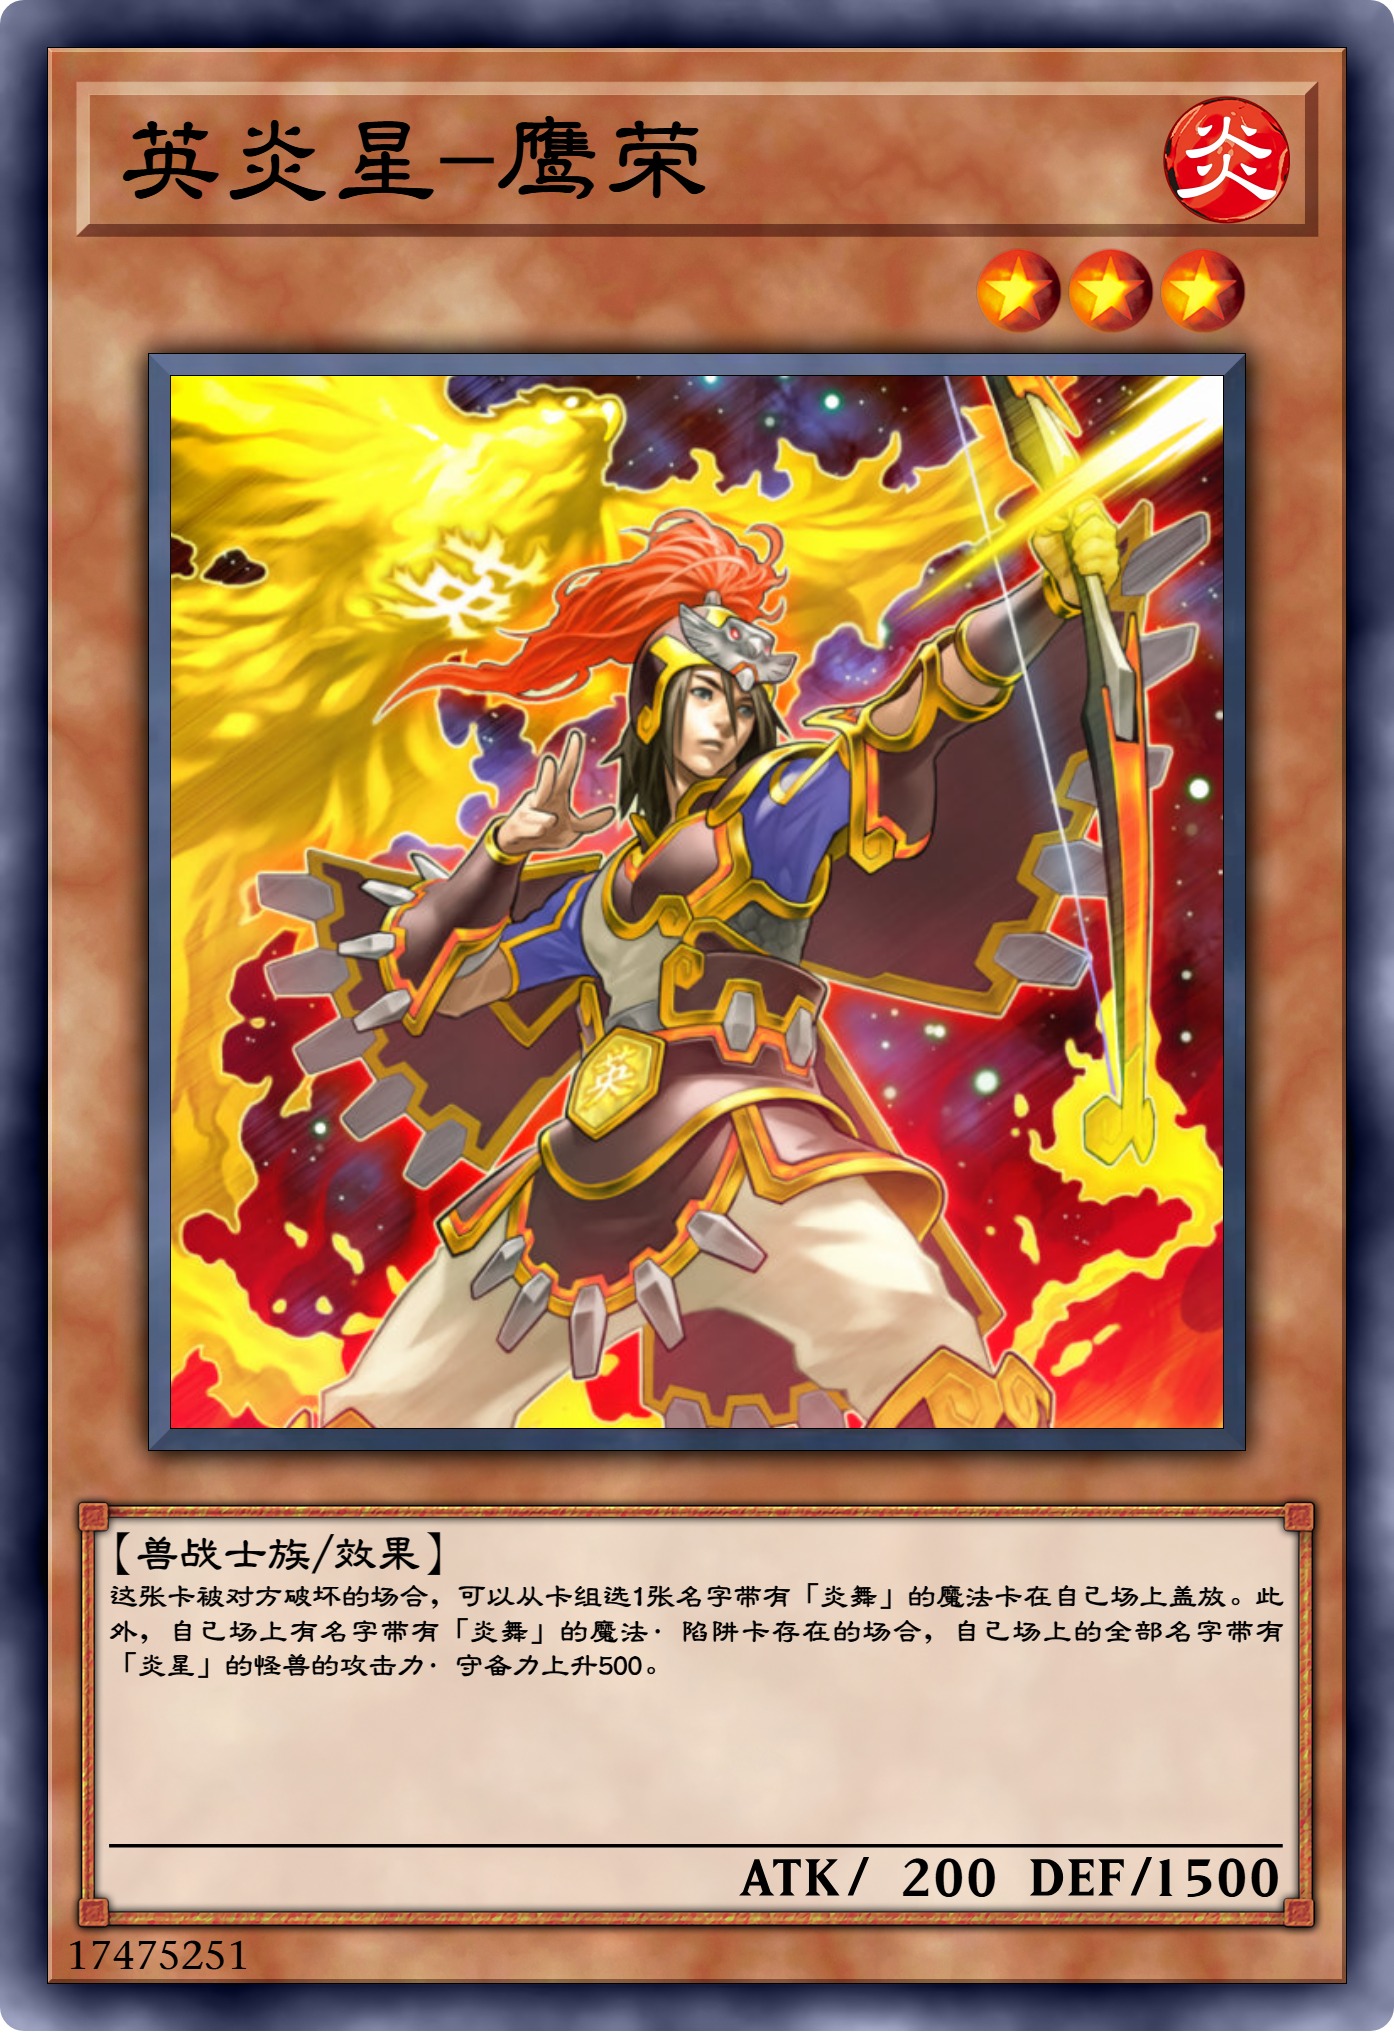 英炎星-鹰荣
炎
英
英
【兽战士族/效果】
这张卡被对方破坏的场合，可以从卡组选1张名字带有「炎舞」的魔法卡在自己场上盖放。此
外，自己场上有名字带有「炎舞」的魔法·陷阱卡存在的场合，自己场上的全部名字带有
「炎星」的怪兽的攻击力·守备力上升500。
ATK/ 200 DEF/1500
17475251